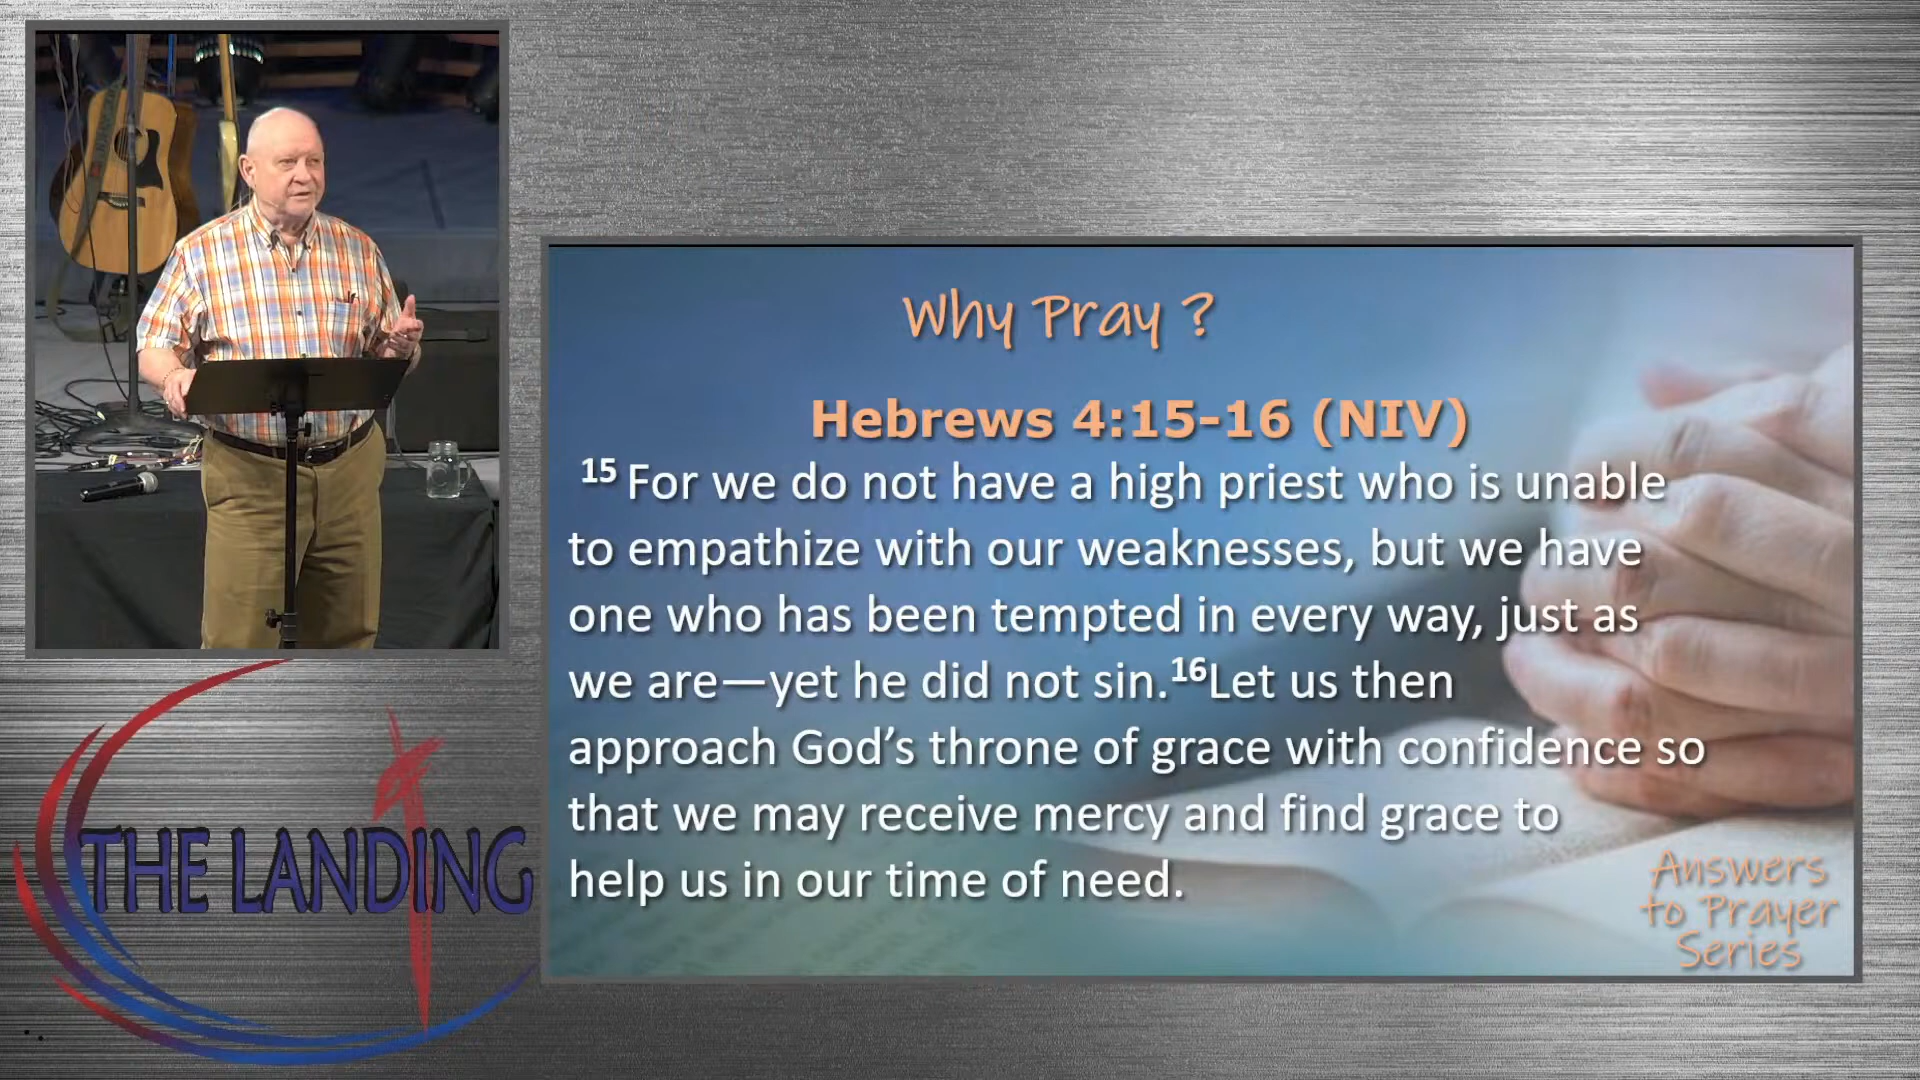 Why Pray ?
Hebrews 4:15-16 (NIV)
15 For we do not have a high priest who is unable
to empathize with our weaknesses, but we have
one who has been tempted in every way, just as
we are—yet he did not sin.16Let us then
approach God’s throne of grace with confidence so
that we may receive mercy and find grace to
help us in our time of need.
Answers
to Prayer
Series
THE LANDING